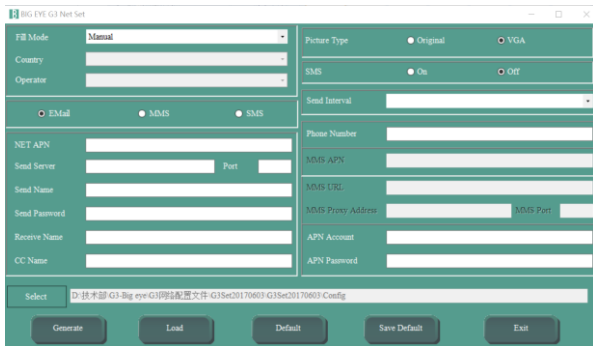 BIG EYE G3 Net Set
Fill Mode Manual
Country
Operator
EMail MMS SMS
NET APN
Send Server Port
Send Name
Send Password
Receive Name
CC Name
Picture Type Original VGA
SMS On Off
Send Interval
Phone Number
MMS APN
MMS URL
MMS Proxy Address MMS Port
APN Account
APN Password
Select D:\技术部\G3-Big eye\G3网络配置文件\G3Set20170603\G3Set20170603\Config
Generate Load Default Save Default Exit